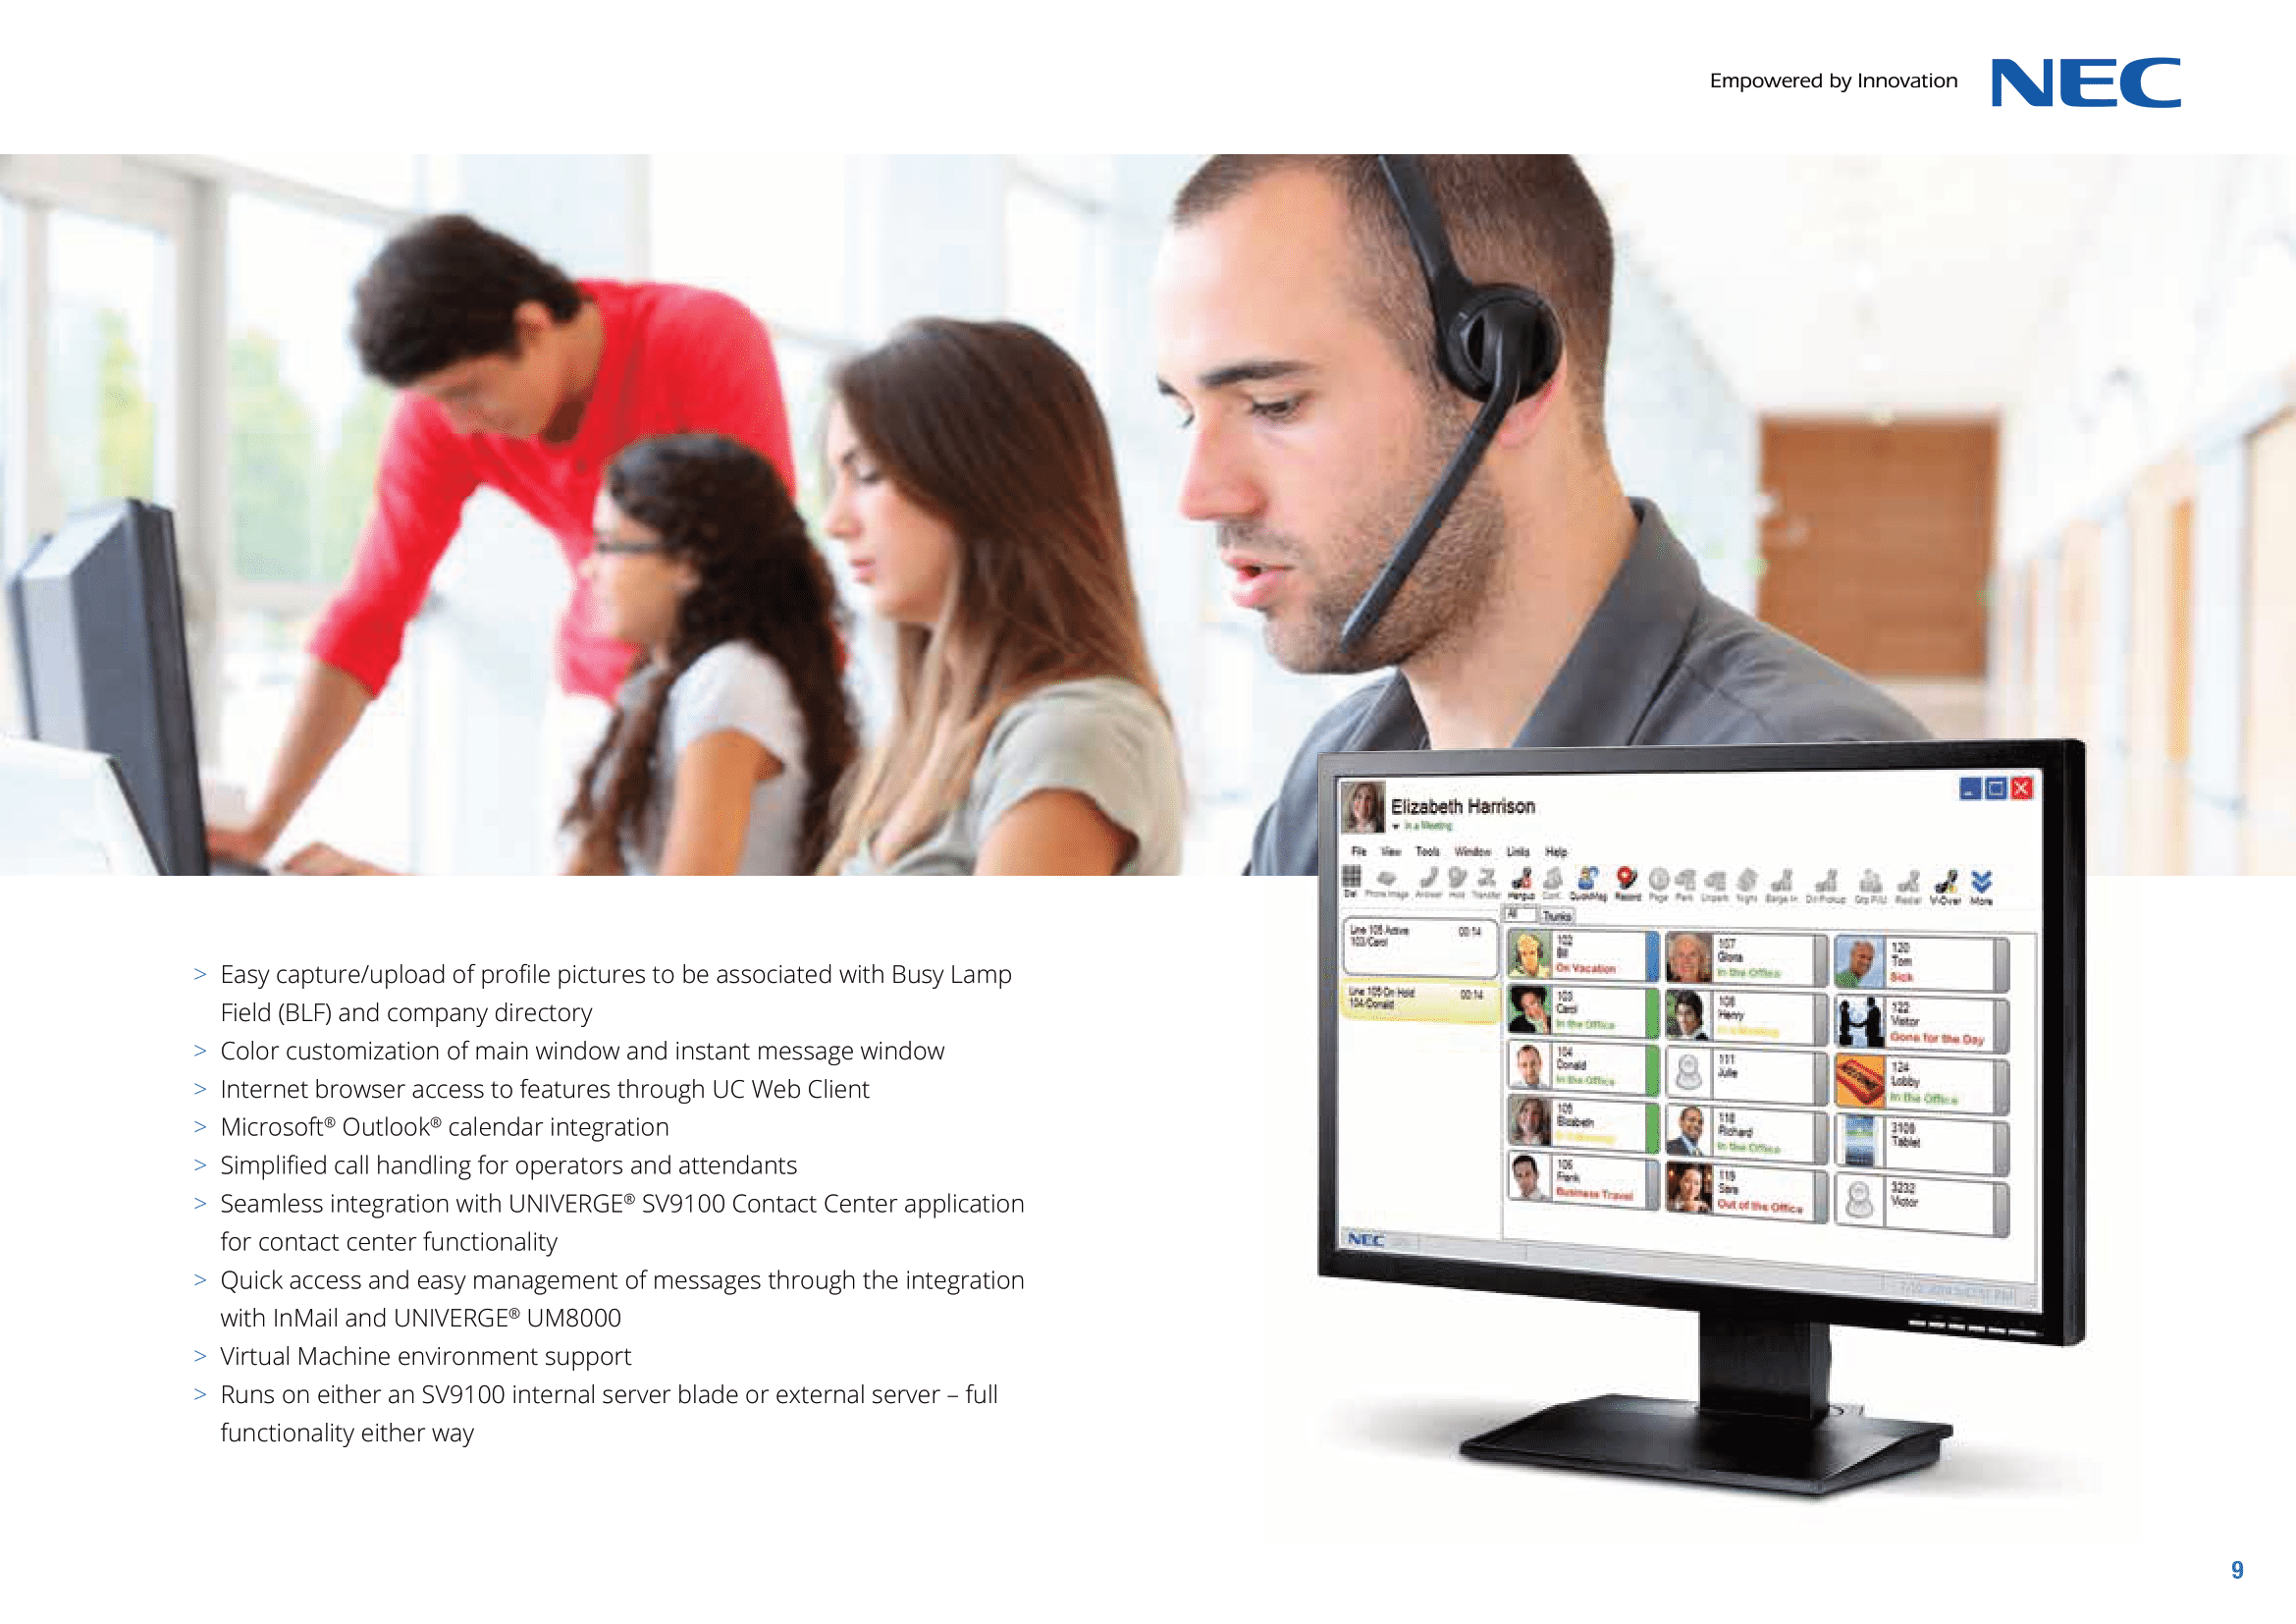 Empowered by Innovation NEC
Elizabeth Harrison
In a Meeting
File View Tools Window Links Help
Dial Phone Image Answer Hold Transfer Hangup Conf. QuickMsg Record Page Park Unpark Night Barge In Dir Pickup Grp P/U Redial V-Over More
All Trunks
Line 105 Active 00:14
103/Carol
Line 105 On Hold 00:14
104/Donald
102
Bill
On Vacation
107
Gloria
In the Office
120
Tom
Sick
103
Carol
In the Office
108
Henry
122
Visitor
Gone for the Day
104
Donald
In the Office
111
Julie
124
Lobby
In the Office
105
Elizabeth
118
Richard
In the Office
3108
Tablet
106
Frank
Business Travel
119
Sara
Out of the Office
3232
Victor
NEC
> Easy capture/upload of profile pictures to be associated with Busy Lamp
Field (BLF) and company directory
> Color customization of main window and instant message window
> Internet browser access to features through UC Web Client
> Microsoft® Outlook® calendar integration
> Simplified call handling for operators and attendants
> Seamless integration with UNIVERGE® SV9100 Contact Center application
for contact center functionality
> Quick access and easy management of messages through the integration
with InMail and UNIVERGE® UM8000
> Virtual Machine environment support
> Runs on either an SV9100 internal server blade or external server – full
functionality either way
9